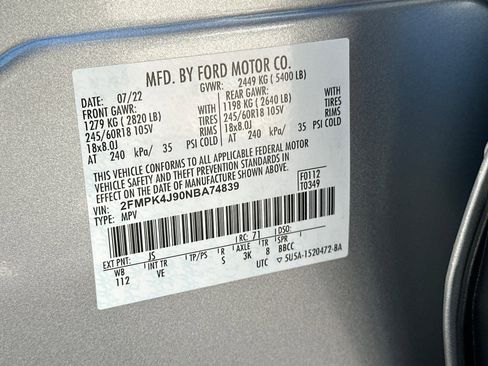 MFD. BY FORD MOTOR CO.
DATE: 07/22 GVWR: 2449 KG ( 5400 LB)
FRONT GAWR: REAR GAWR:
1279 KG ( 2820 LB) WITH 1198 KG ( 2640 LB) WITH
245/60R18 105V TIRES 245/60R18 105V TIRES
18x8.0J RIMS 18x8.0J RIMS
AT 240 kPa/ 35 PSI COLD AT 240 kPa/ 35 PSI COLD
THIS VEHICLE CONFORMS TO ALL APPLICABLE FEDERAL MOTOR
VEHICLE SAFETY AND THEFT PREVENTION STANDARDS IN
EFFECT ON THE DATE OF MANUFACTURE SHOWN ABOVE.
VIN: 2FMPK4J90NBA74839 F0112
TYPE: MPV T0349
EXT PNT: JS RC: 71 DSO:
WB INT TR TP/PS R AXLE TR SPR
112 VE S 3K 8 BBCC
UTC 5USA-1520472-BA